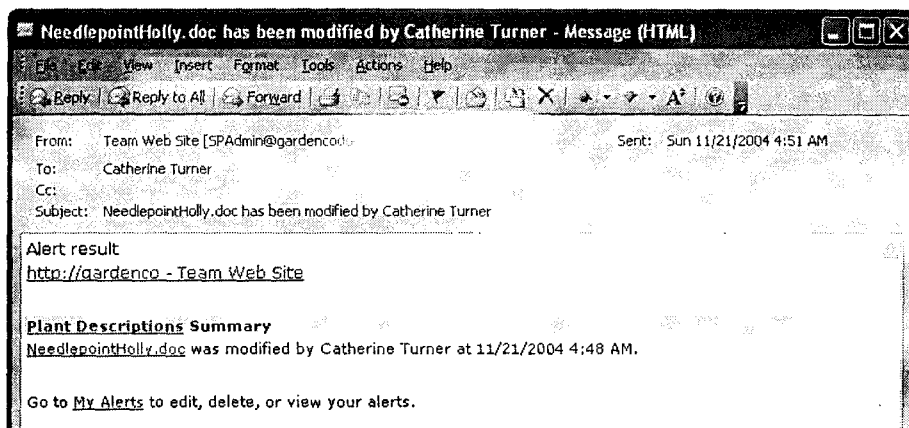 NeedlepointHolly.doc has been modified by Catherine Turner - Message (HTML)
File Edit View Insert Format Tools Actions Help
Reply Reply to All Forward
From: Team Web Site [SPAdmin@gardencod Sent: Sun 11/21/2004 4:51 AM
To: Catherine Turner
Cc:
Subject: NeedlepointHolly.doc has been modified by Catherine Turner
Alert result
http://gardenco - Team Web Site
Plant Descriptions Summary
NeedlepointHolly.doc was modified by Catherine Turner at 11/21/2004 4:48 AM.
Go to My Alerts to edit, delete, or view your alerts.